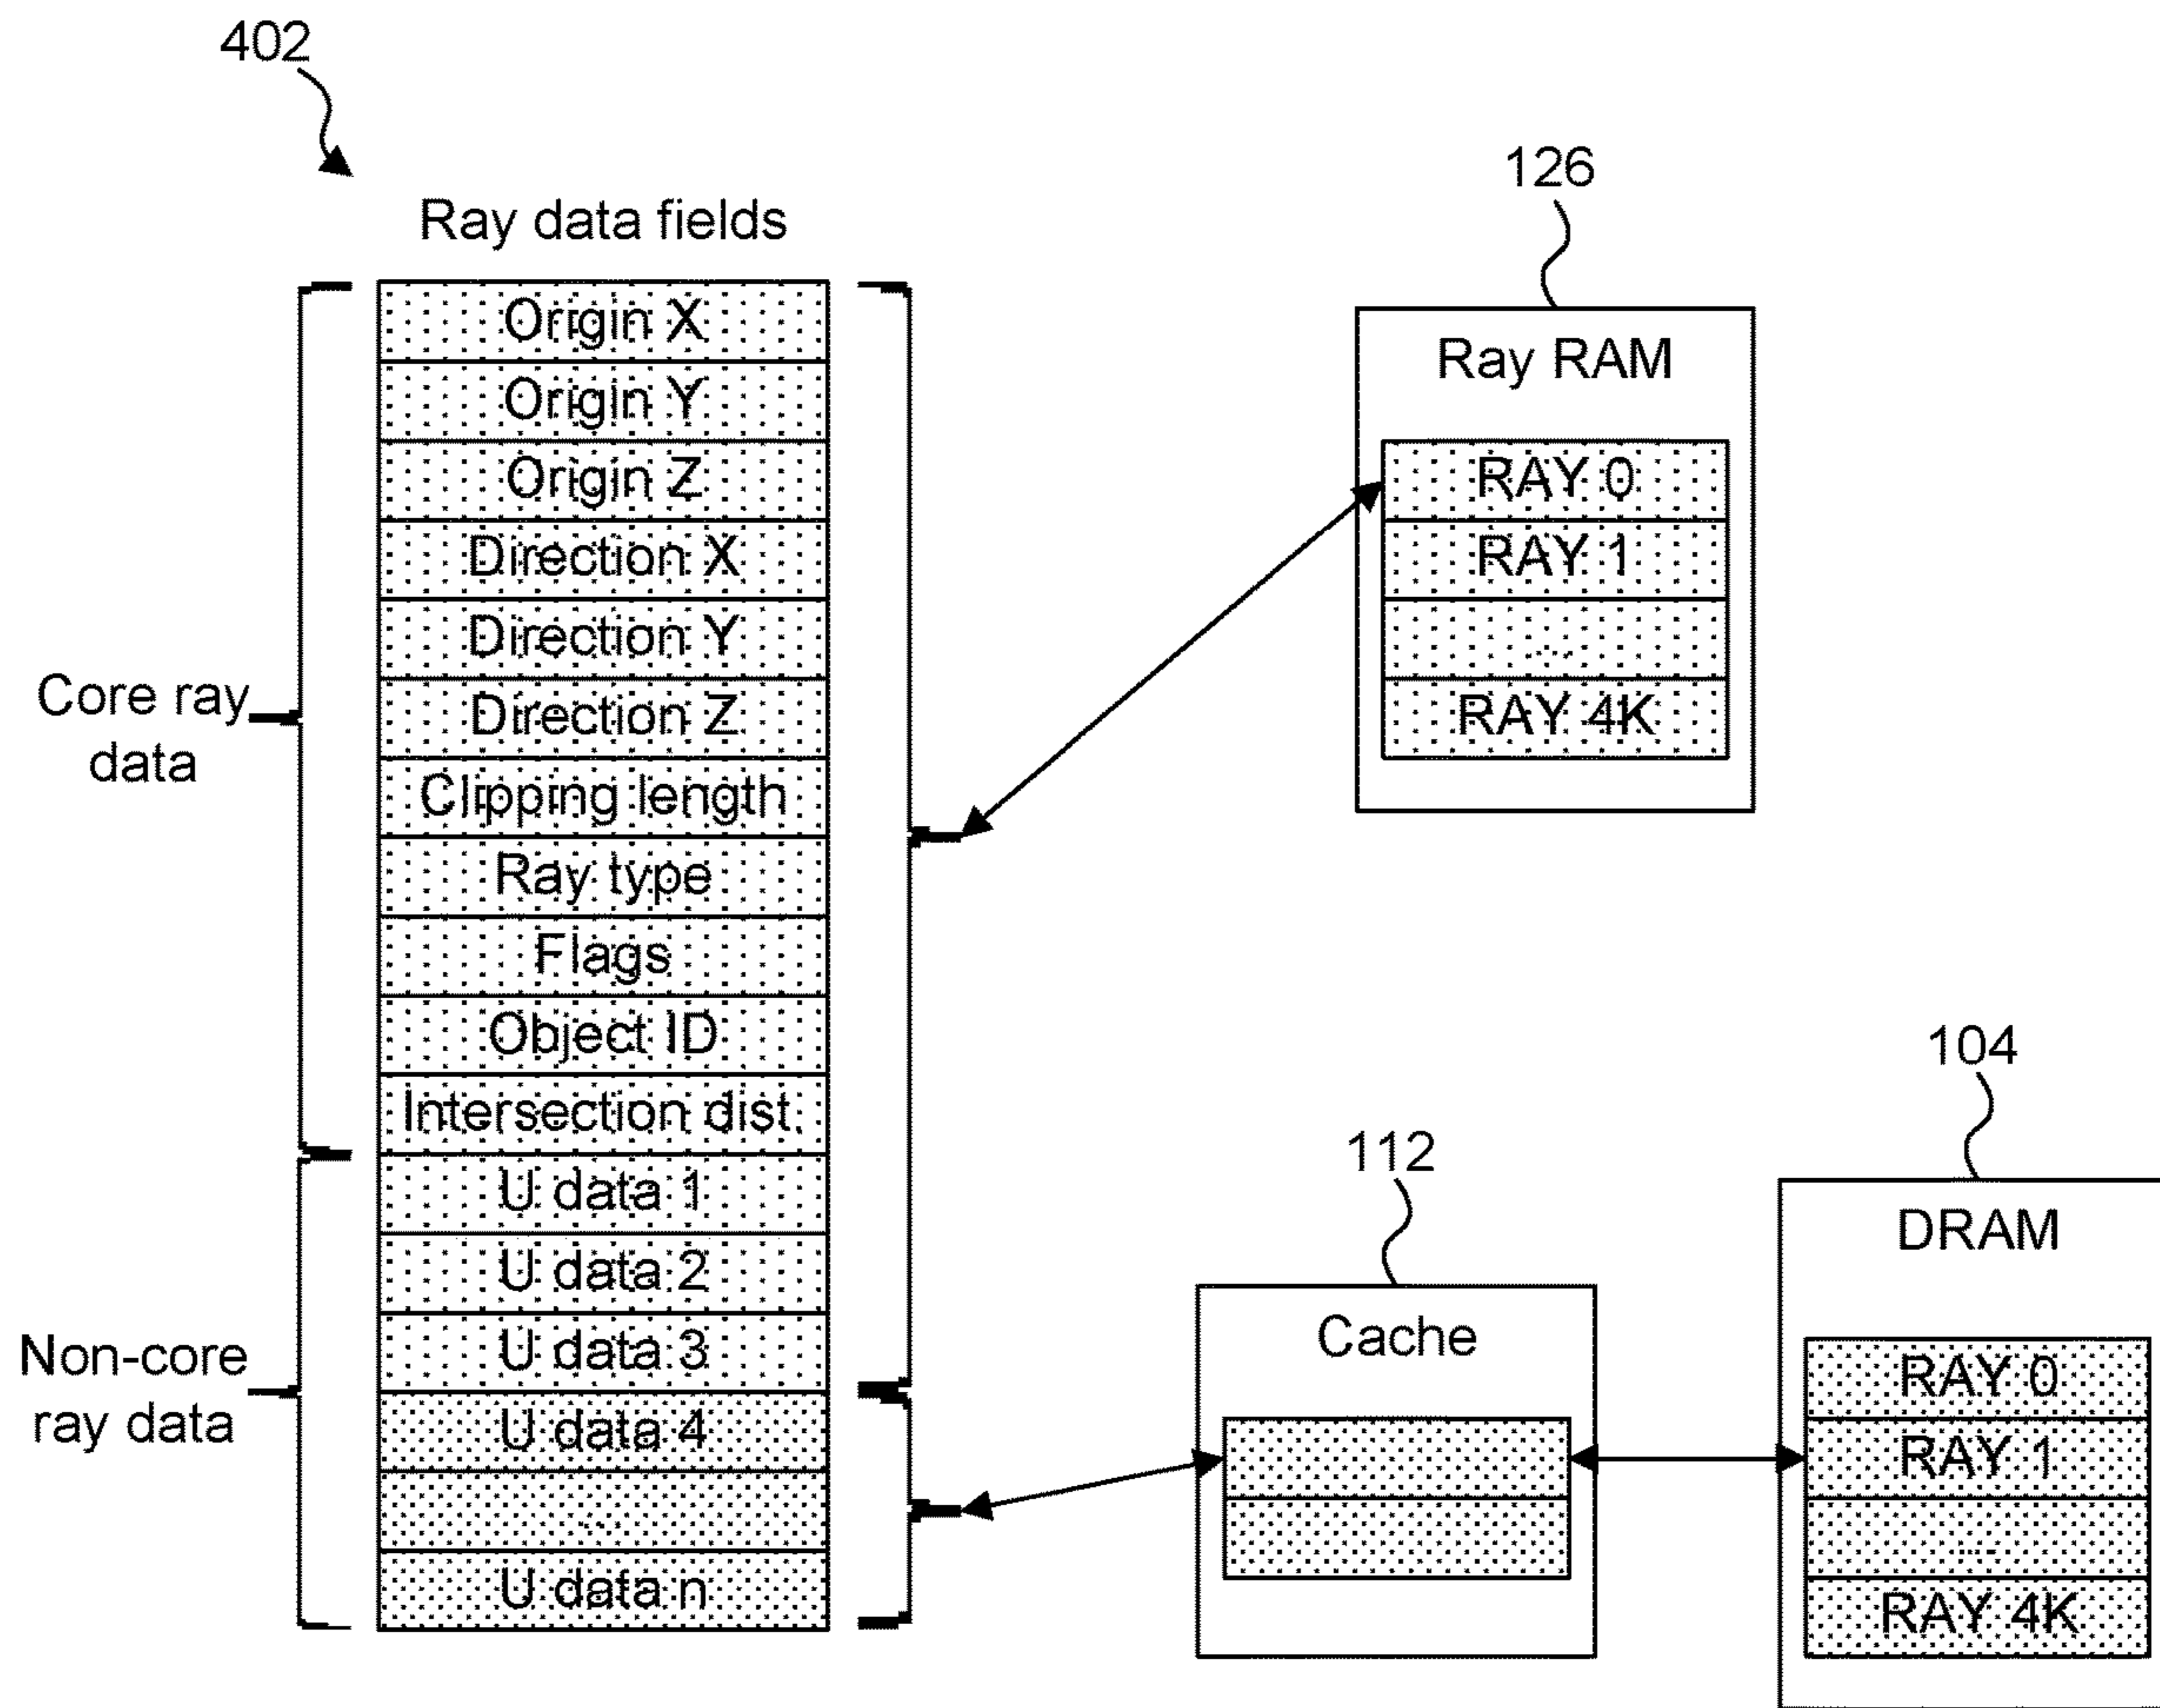 402
Ray data fields
Origin X
Origin Y
Origin Z
Direction X
Direction Y
Direction Z
Clipping length
Ray type
Flags
Object ID
Intersection dist.
U data 1
U data 2
U data 3
U data 4
...
U data n
Core ray
data
Non-core
ray data
126
Ray RAM
RAY 0
RAY 1
...
RAY 4K
112
Cache
104
DRAM
RAY 0
RAY 1
...
RAY 4K